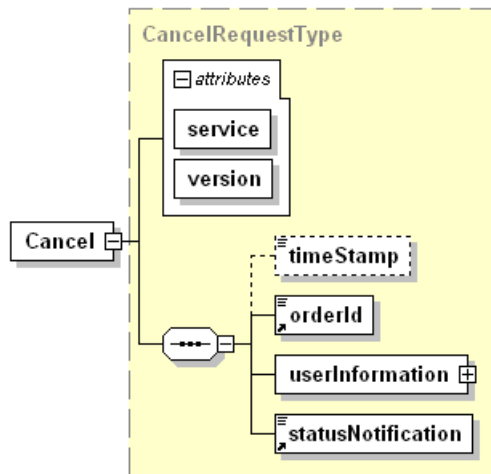 CancelRequestType
attributes
service
version
Cancel
timeStamp
orderId
userInformation
statusNotification